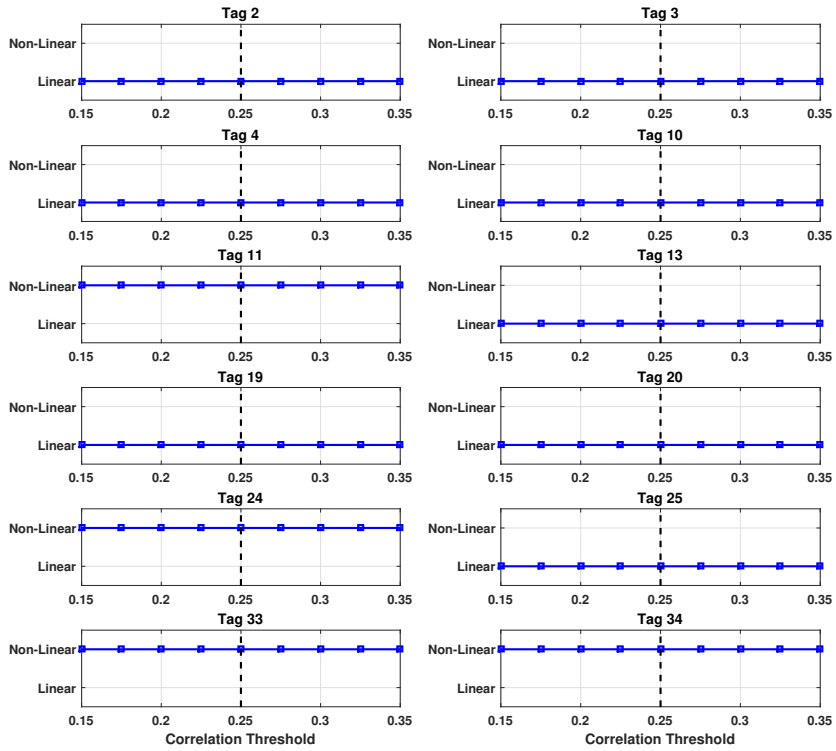 Tag 2
Non-Linear
Linear
0.15 0.2 0.25 0.3 0.35
Tag 3
Non-Linear
Linear
0.15 0.2 0.25 0.3 0.35
Tag 4
Non-Linear
Linear
0.15 0.2 0.25 0.3 0.35
Tag 10
Non-Linear
Linear
0.15 0.2 0.25 0.3 0.35
Tag 11
Non-Linear
Linear
0.15 0.2 0.25 0.3 0.35
Tag 13
Non-Linear
Linear
0.15 0.2 0.25 0.3 0.35
Tag 19
Non-Linear
Linear
0.15 0.2 0.25 0.3 0.35
Tag 20
Non-Linear
Linear
0.15 0.2 0.25 0.3 0.35
Tag 24
Non-Linear
Linear
0.15 0.2 0.25 0.3 0.35
Tag 25
Non-Linear
Linear
0.15 0.2 0.25 0.3 0.35
Tag 33
Non-Linear
Linear
0.15 0.2 0.25 0.3 0.35
Correlation Threshold
Tag 34
Non-Linear
Linear
0.15 0.2 0.25 0.3 0.35
Correlation Threshold